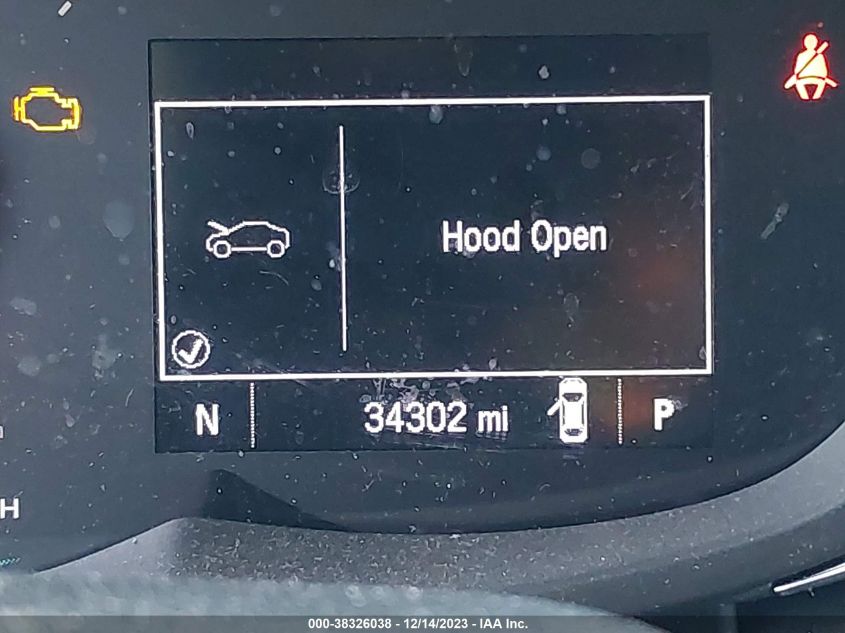 Hood Open
N 34302 mi P
H
000-38326038 - 12/14/2023 - IAA Inc.